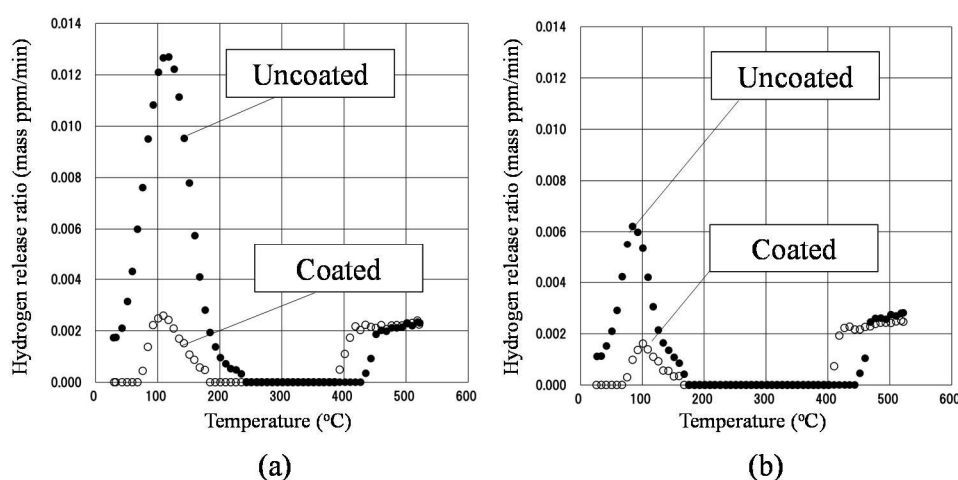 Hydrogen release ratio (mass ppm/min)
0.014
0.012
0.010
0.008
0.006
0.004
0.002
0.000
Uncoated
Coated
0 100 200 300 400 500 600
Temperature (°C)
(a)
Hydrogen release ratio (mass ppm/min)
0.014
0.012
0.010
0.008
0.006
0.004
0.002
0.000
Uncoated
Coated
0 100 200 300 400 500 600
Temperature (°C)
(b)